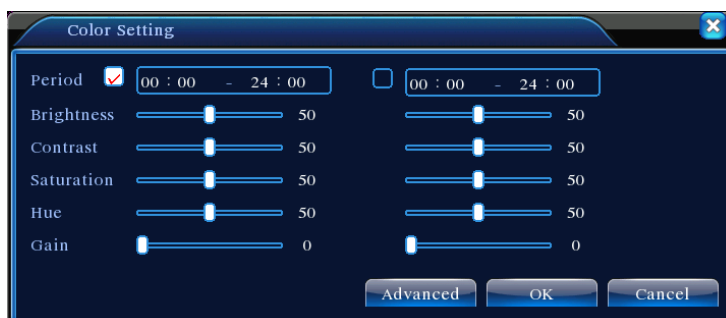 Color Setting
Period 00 : 00 - 24 : 00 00 : 00 - 24 : 00
Brightness 50 50
Contrast 50 50
Saturation 50 50
Hue 50 50
Gain 0 0
Advanced OK Cancel